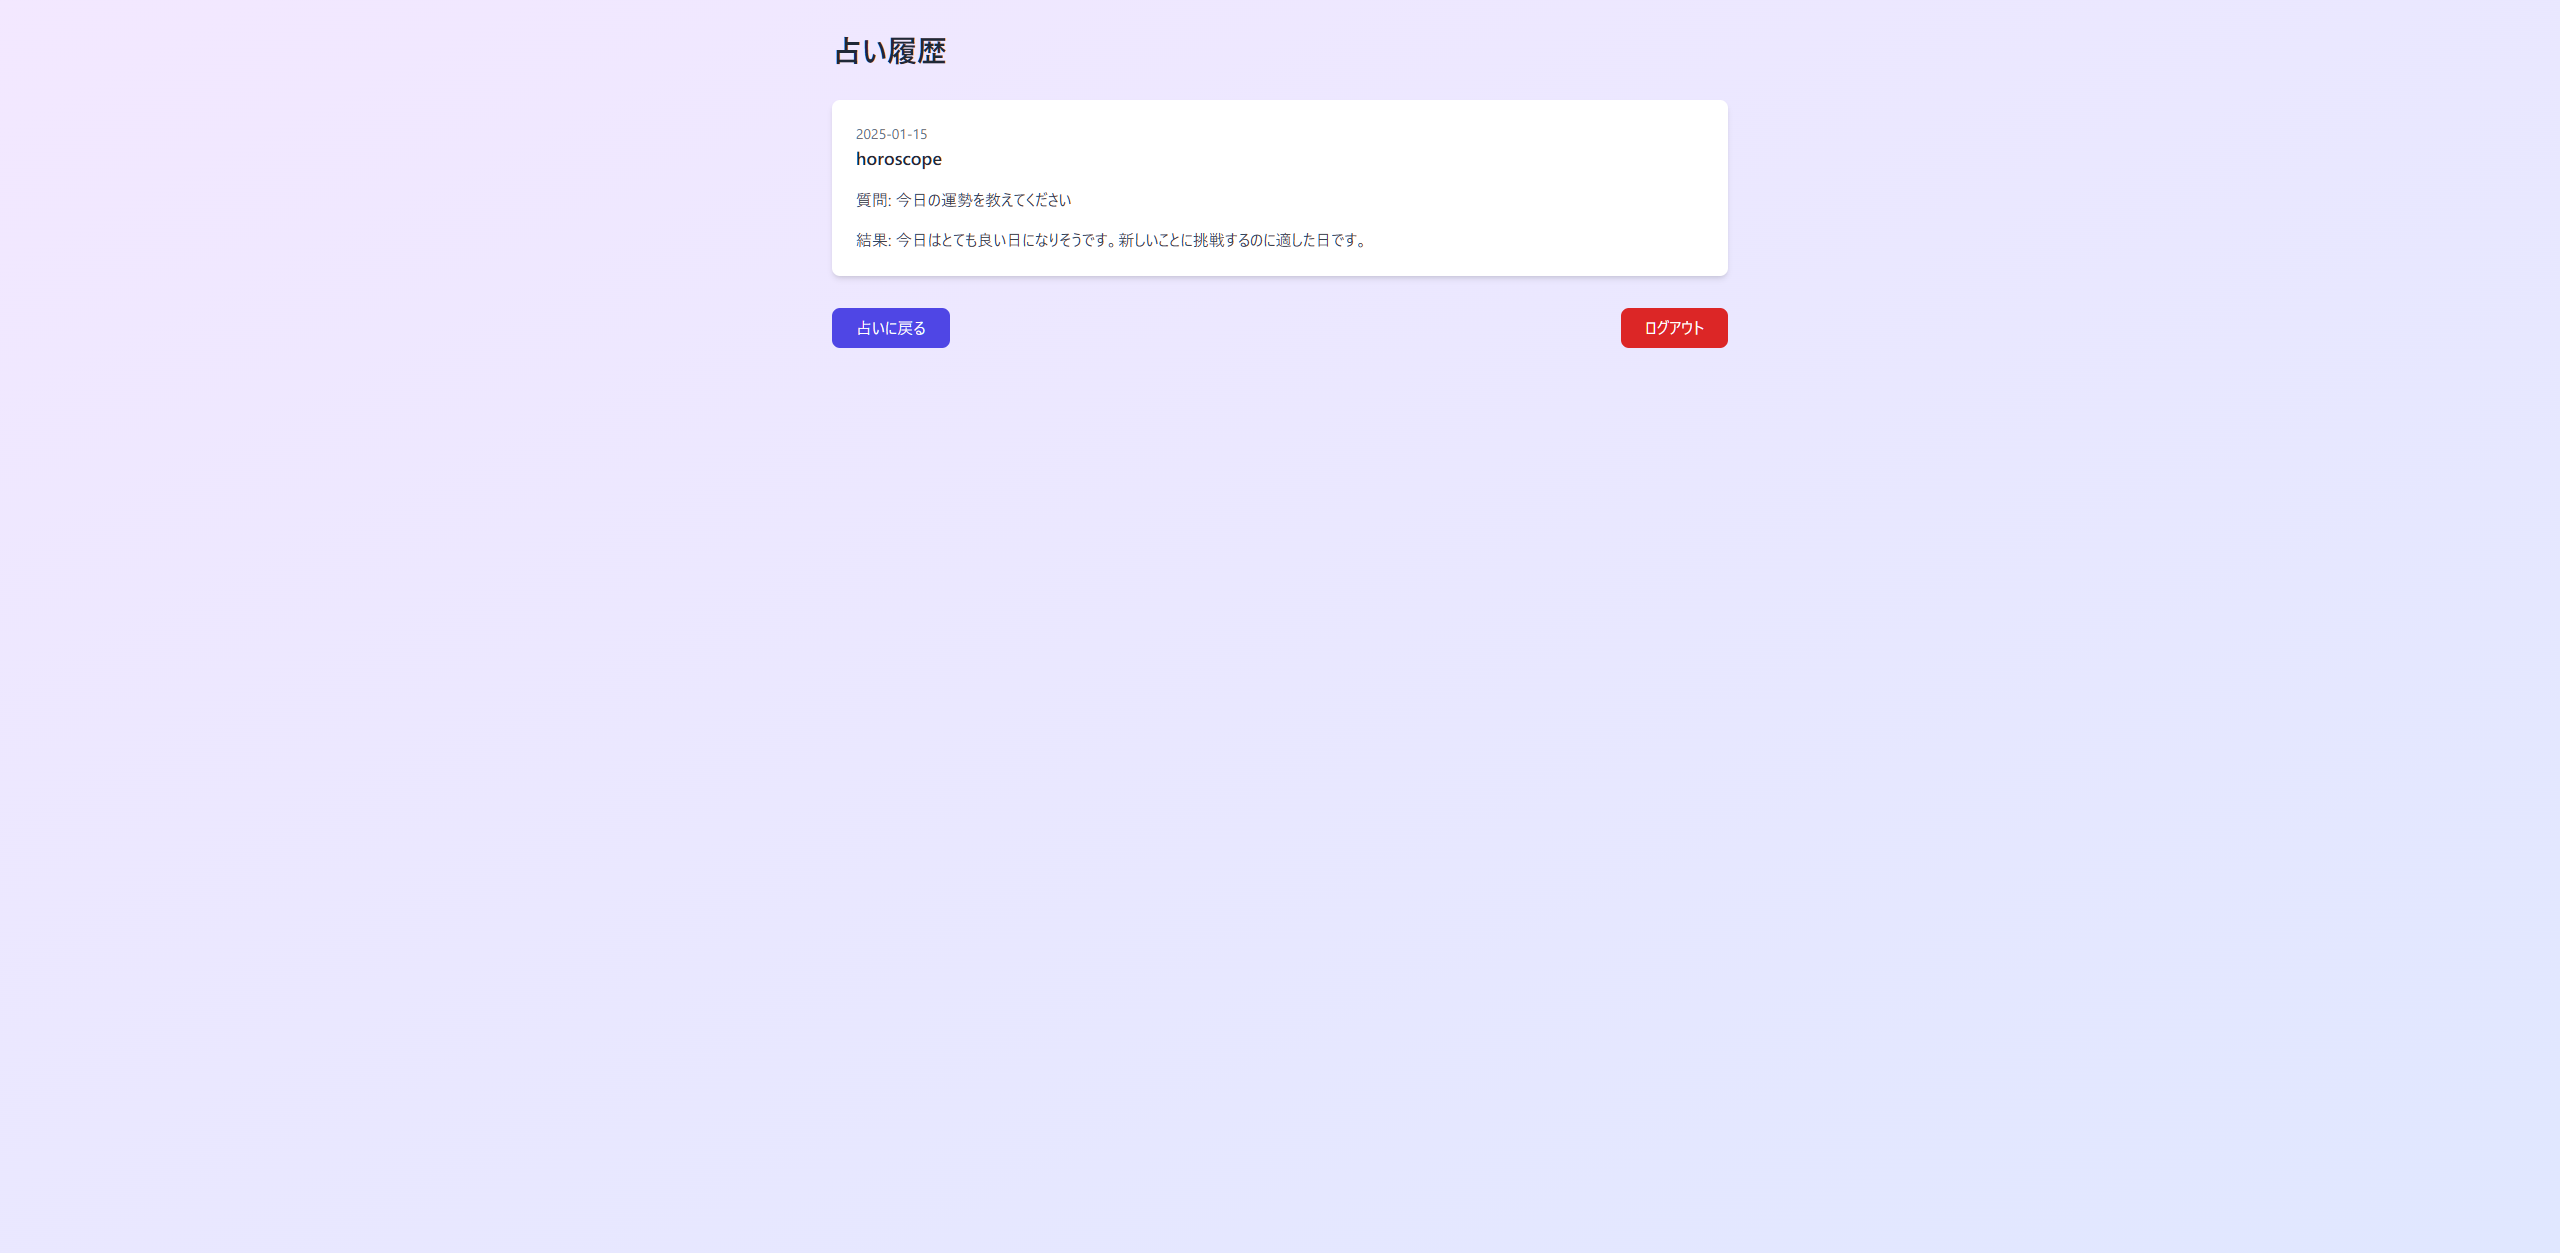 占い履歴
2025-01-15
horoscope
質問: 今日の運勢を教えてください
結果: 今日はとても良い日になりそうです。新しいことに挑戦するのに適した日です。
占いに戻る
ログアウト